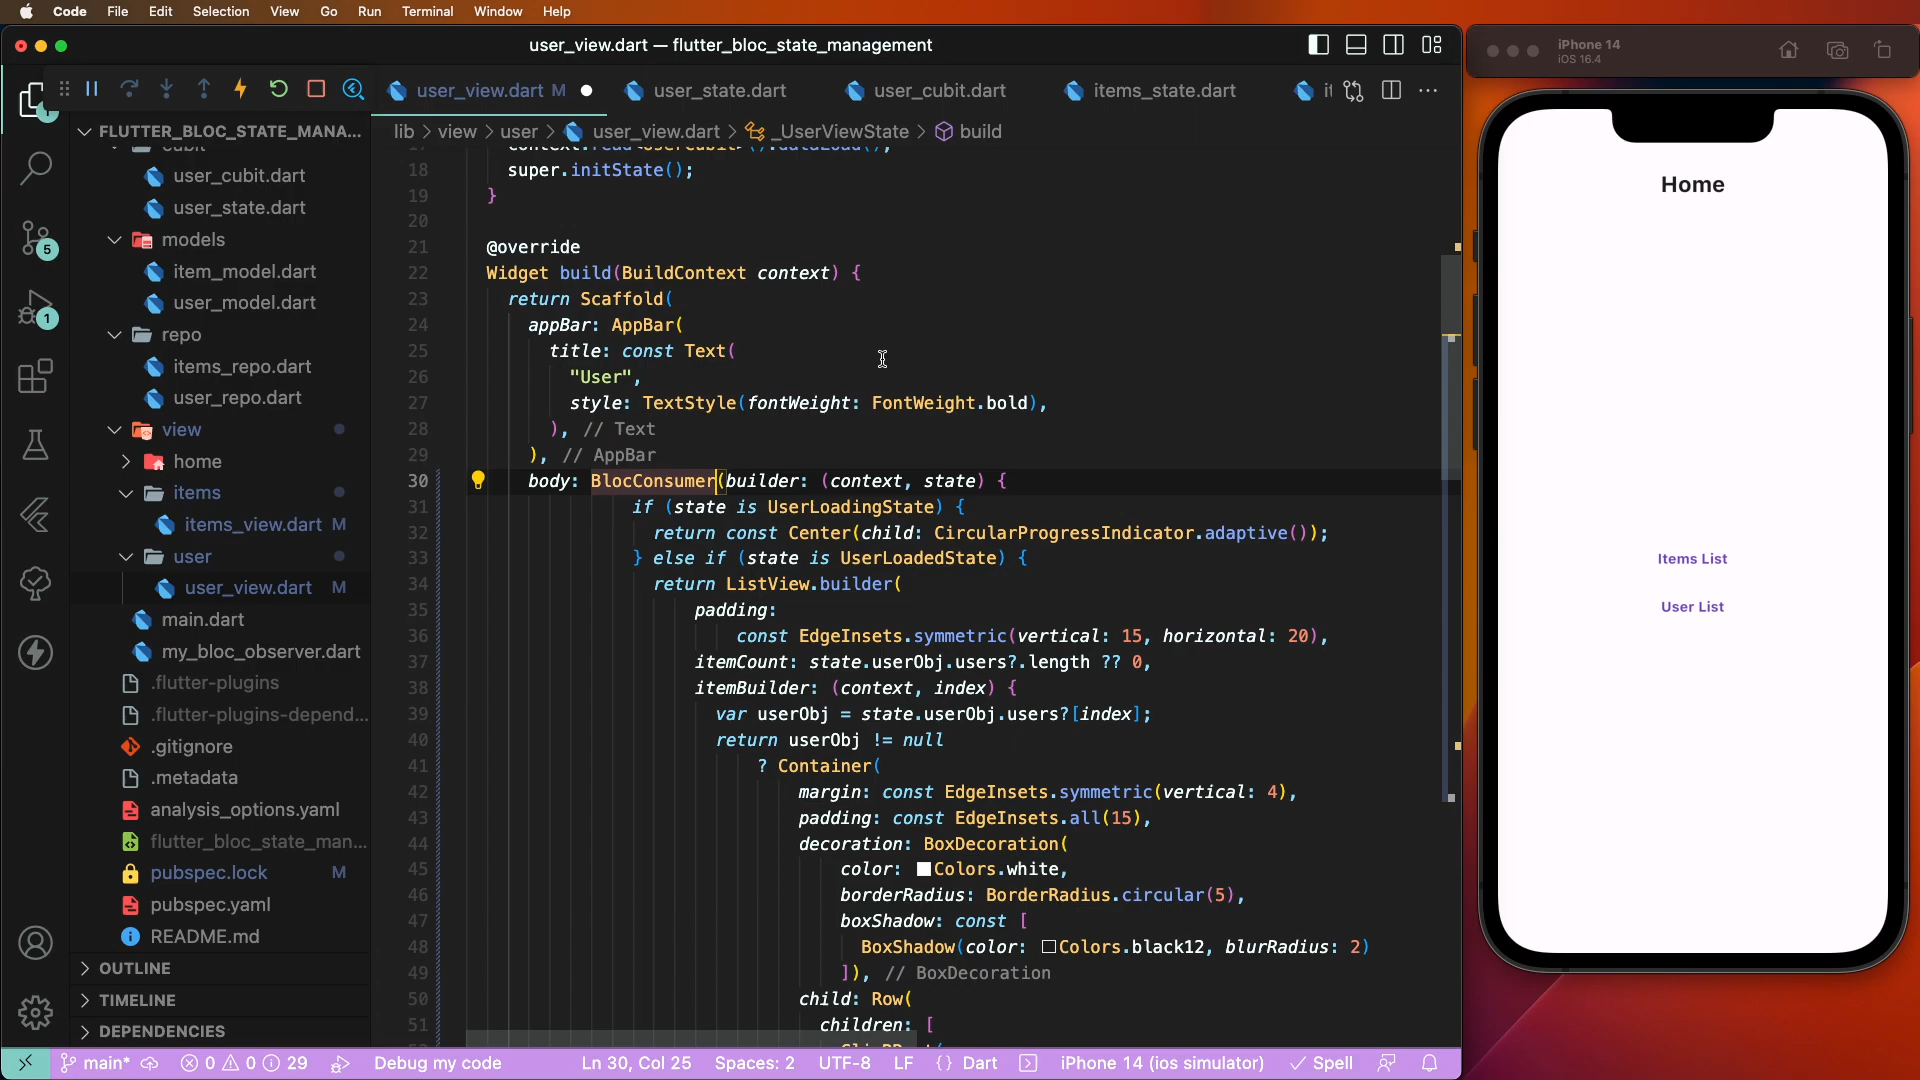 Code File Edit Selection View Go Run Terminal Window Help
user_view.dart — flutter_bloc_state_management
iPhone 14
iOS 16.4
user_view.dart M
user_state.dart
user_cubit.dart
items_state.dart
it
FLUTTER_BLOC_STATE_MANA...
lib > view > user > user_view.dart > _UserViewState > build
cubit
user_cubit.dart
user_state.dart
models
item_model.dart
user_model.dart
repo
items_repo.dart
user_repo.dart
view
home
items
items_view.dart M
user
user_view.dart M
main.dart
my_bloc_observer.dart
.flutter-plugins
.flutter-plugins-depend...
.gitignore
.metadata
analysis_options.yaml
flutter_bloc_state_man...
pubspec.lock M
pubspec.yaml
README.md
OUTLINE
TIMELINE
DEPENDENCIES
5
1
1
17 context.read<UserCubit>().dataLoad();
18 super.initState();
19 }
20
21 @override
22 Widget build(BuildContext context) {
23 return Scaffold(
24 appBar: AppBar(
25 title: const Text(
26 "User",
27 style: TextStyle(fontWeight: FontWeight.bold),
28 ), // Text
29 ), // AppBar
30 body: BlocConsumer(builder: (context, state) {
31 if (state is UserLoadingState) {
32 return const Center(child: CircularProgressIndicator.adaptive());
33 } else if (state is UserLoadedState) {
34 return ListView.builder(
35 padding:
36 const EdgeInsets.symmetric(vertical: 15, horizontal: 20),
37 itemCount: state.userObj.users?.length ?? 0,
38 itemBuilder: (context, index) {
39 var userObj = state.userObj.users?[index];
40 return userObj != null
41 ? Container(
42 margin: const EdgeInsets.symmetric(vertical: 4),
43 padding: const EdgeInsets.all(15),
44 decoration: BoxDecoration(
45 color: Colors.white,
46 borderRadius: BorderRadius.circular(5),
47 boxShadow: const [
48 BoxShadow(color: Colors.black12, blurRadius: 2)
49 ]), // BoxDecoration
50 child: Row(
51 children: [
Home
Items List
User List
main* 0 0 29 Debug my code Ln 30, Col 25 Spaces: 2 UTF-8 LF {} Dart iPhone 14 (ios simulator) Spell